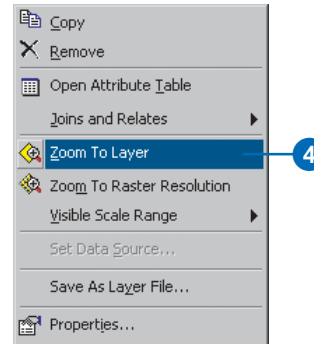 Copy
Remove
Open Attribute Table
Joins and Relates
Zoom To Layer
4
Zoom To Raster Resolution
Visible Scale Range
Set Data Source...
Save As Layer File...
Properties...